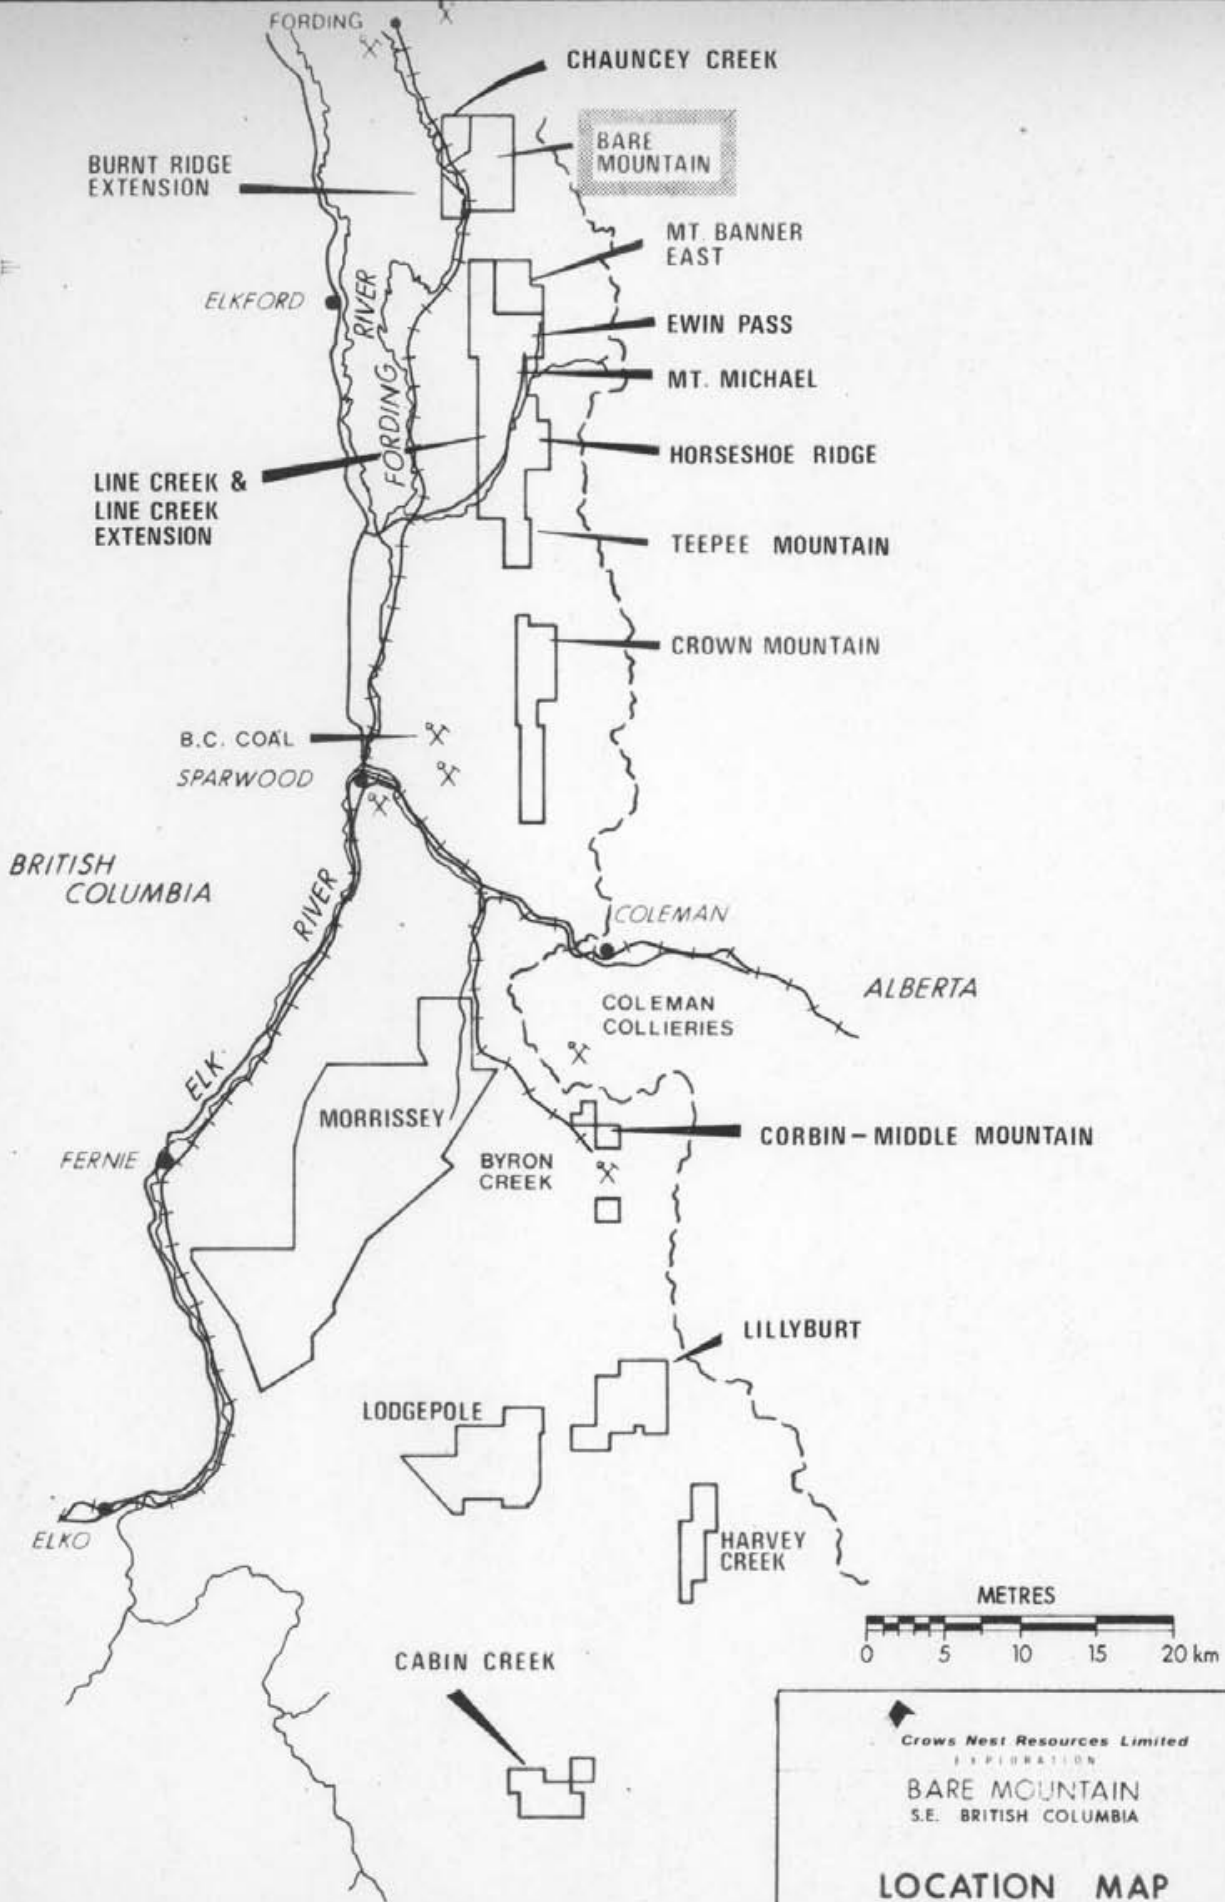 FORDING
CHAUNCEY CREEK
BARE
MOUNTAIN
BURNT RIDGE
EXTENSION
MT. BANNER
EAST
ELKFORD
FORDING RIVER
EWIN PASS
MT. MICHAEL
HORSESHOE RIDGE
LINE CREEK &
LINE CREEK
EXTENSION
TEEPEE MOUNTAIN
CROWN MOUNTAIN
B.C. COAL
SPARWOOD
BRITISH
COLUMBIA
ELK RIVER
COLEMAN
ALBERTA
COLEMAN
COLLIERIES
MORRISSEY
CORBIN - MIDDLE MOUNTAIN
FERNIE
BYRON
CREEK
LILLYBURT
LODGEPOLE
ELKO
HARVEY
CREEK
METRES
0 5 10 15 20 km
CABIN CREEK
Crows Nest Resources Limited
EXPLORATION
BARE MOUNTAIN
S.E. BRITISH COLUMBIA
LOCATION MAP